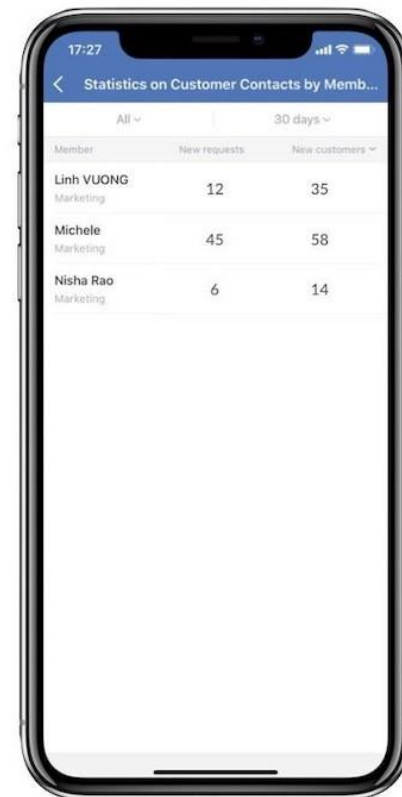 17:27
Statistics on Customer Contacts by Memb...
All 30 days
Member New requests New customers
Linh VUONG 12 35
Marketing
Michele 45 58
Marketing
Nisha Rao 6 14
Marketing